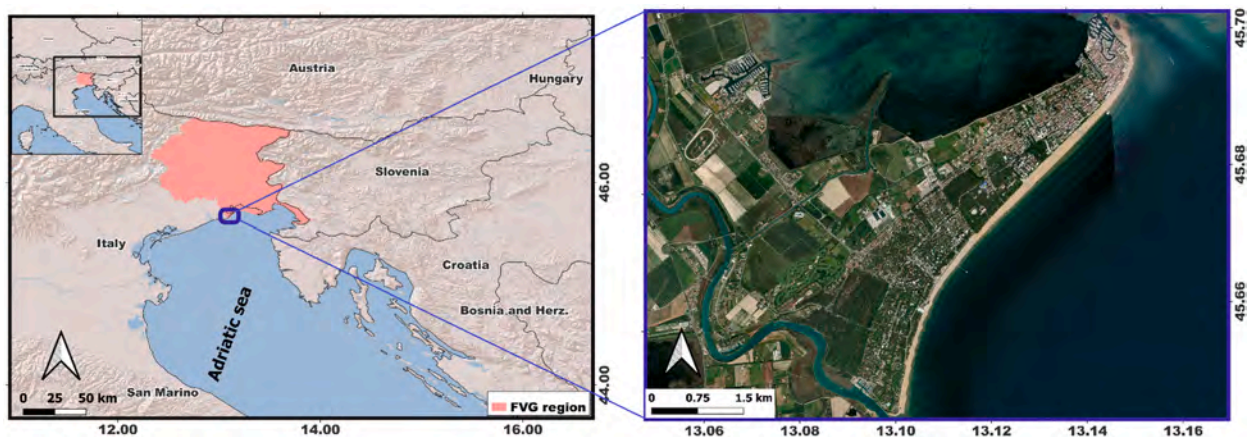 Austria
Hungary
Slovenia
Italy
Croatia
Bosnia and Herz.
Adriatic sea
San Marino
0 25 50 km
FVG region
46.00
44.00
12.00 14.00 16.00
45.70
45.68
45.66
0 0.75 1.5 km
13.06 13.08 13.10 13.12 13.14 13.16